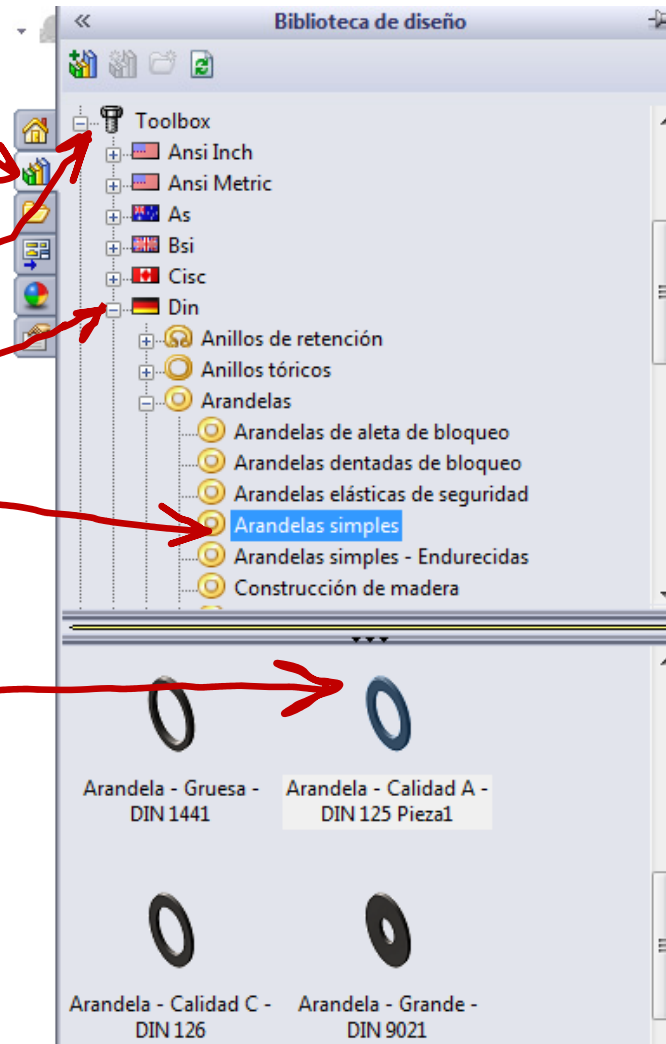 Biblioteca de diseño
Toolbox
Ansi Inch
Ansi Metric
As
Bsi
Cisc
Din
Anillos de retención
Anillos tóricos
Arandelas
Arandelas de aleta de bloqueo
Arandelas dentadas de bloqueo
Arandelas elásticas de seguridad
Arandelas simples
Arandelas simples - Endurecidas
Construcción de madera
Arandela - Gruesa -
DIN 1441
Arandela - Calidad A -
DIN 125 Pieza1
Arandela - Calidad C -
DIN 126
Arandela - Grande -
DIN 9021